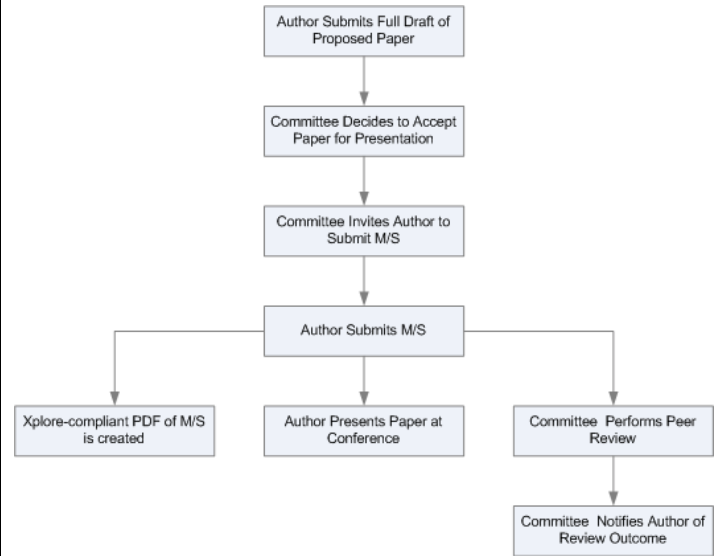 Author Submits Full Draft of
Proposed Paper
Committee Decides to Accept
Paper for Presentation
Committee Invites Author to
Submit M/S
Author Submits M/S
Xplore-compliant PDF of M/S
is created
Author Presents Paper at
Conference
Committee Performs Peer
Review
Committee Notifies Author of
Review Outcome